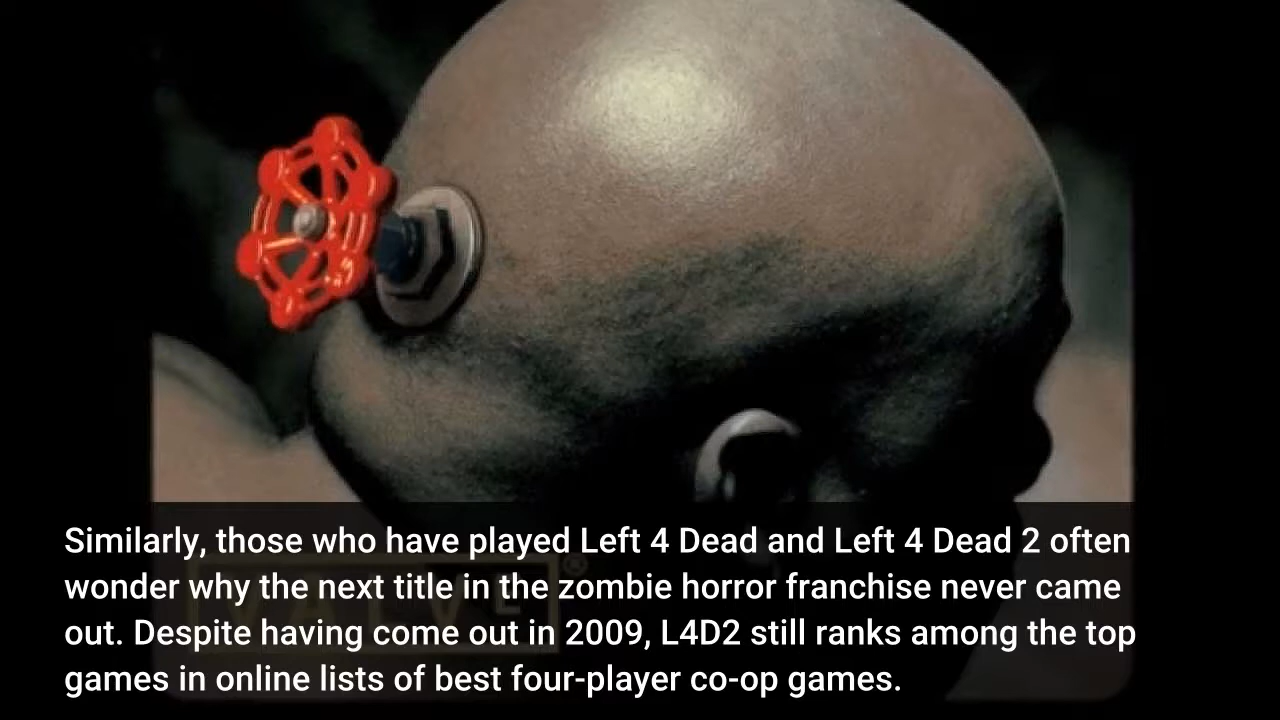 Similarly, those who have played Left 4 Dead and Left 4 Dead 2 often
wonder why the next title in the zombie horror franchise never came
out. Despite having come out in 2009, L4D2 still ranks among the top
games in online lists of best four-player co-op games.